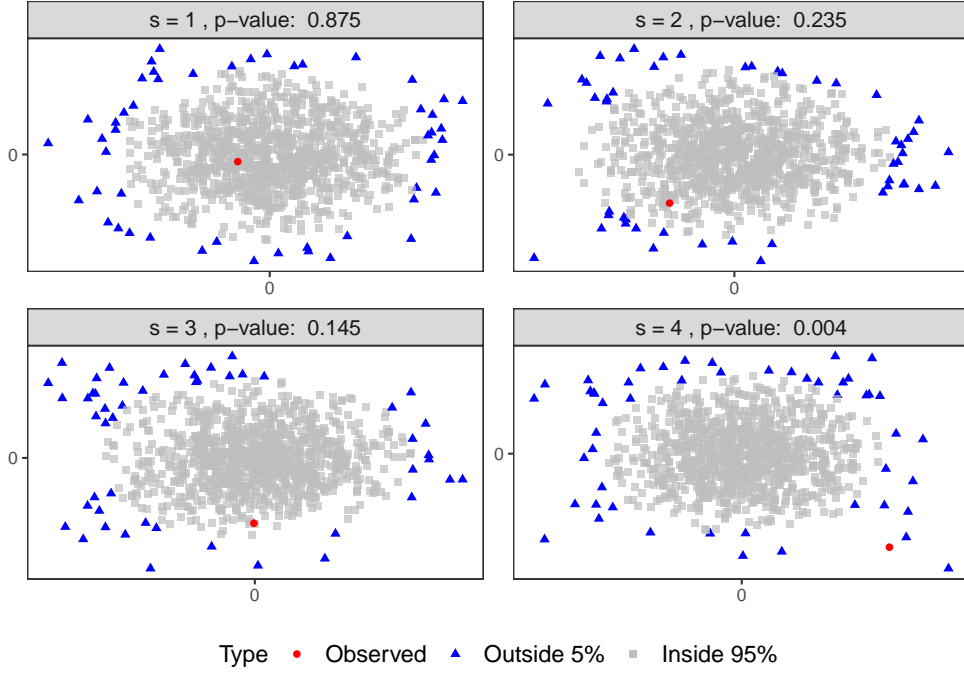 s = 1 , p−value: 0.875
s = 2 , p−value: 0.235
0
0
0
0
s = 3 , p−value: 0.145
s = 4 , p−value: 0.004
0
0
0
0
Type Observed Outside 5% Inside 95%